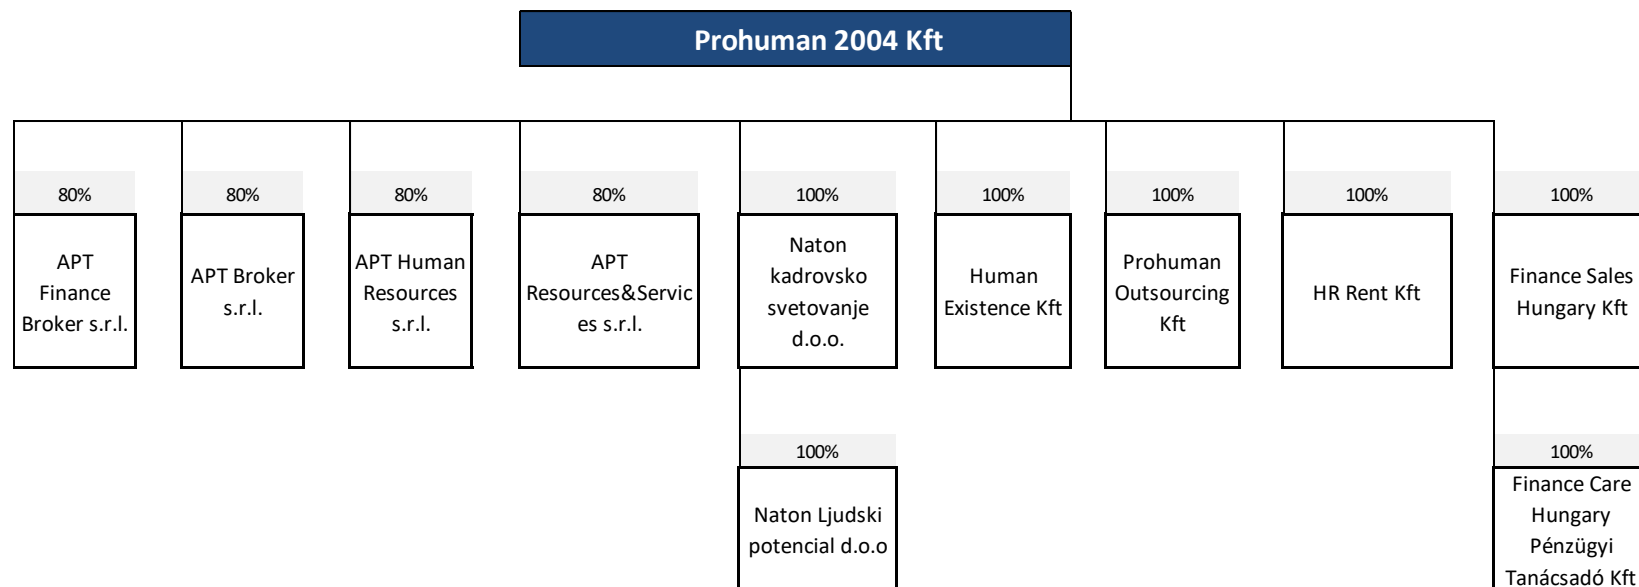 Prohuman 2004 Kft
80%
80%
80%
80%
100%
100%
100%
100%
100%
APT
Finance
Broker s.r.l.
APT Broker
s.r.l.
APT Human
Resources
s.r.l.
APT
Resources&Servic
es s.r.l.
Naton
kadrovsko
svetovanje
d.o.o.
Human
Existence Kft
Prohuman
Outsourcing
Kft
HR Rent Kft
Finance Sales
Hungary Kft
100%
100%
Naton Ljudski
potencial d.o.o
Finance Care
Hungary
Pénzügyi
Tanácsadó Kft